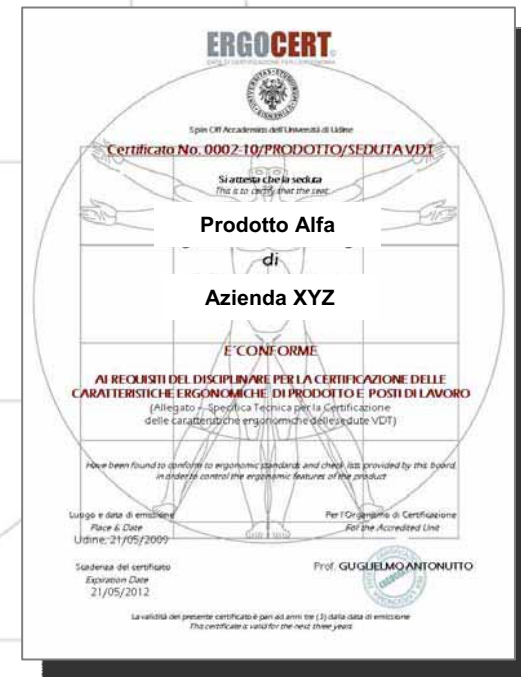 ERGOCERT
ENTE DI CERTIFICAZIONE PER L'ERGONOMIA
Spin Off Accademico dell'Università di Udine
Certificato No. 0002-10/PRODOTTO/SEDUTA VDT
Si attesta che la seduta
This is to certify that the seat
Prodotto Alfa
di
Azienda XYZ
E' CONFORME
AI REQUISITI DEL DISCIPLINARE PER LA CERTIFICAZIONE DELLE
CARATTERISTICHE ERGONOMICHE DI PRODOTTO E POSTI DI LAVORO
(Allegato – Specifica Tecnica per la Certificazione
delle caratteristiche ergonomiche delle sedute VDT)
Have been found to conform to ergonomic standards and check lists provided by this board,
in order to control the ergonomic features of the product
Luogo e data di emissione
Place & Date
Udine, 21/05/2009
Per l'Organismo di Certificazione
For the Accredited Unit
Scadenza del certificato
Expiration Date
21/05/2012
Prof. GUGLIELMO ANTONUTTO
La validità del presente certificato è pari ad anni tre (3) dalla data di emissione
This certificate is valid for the next three years